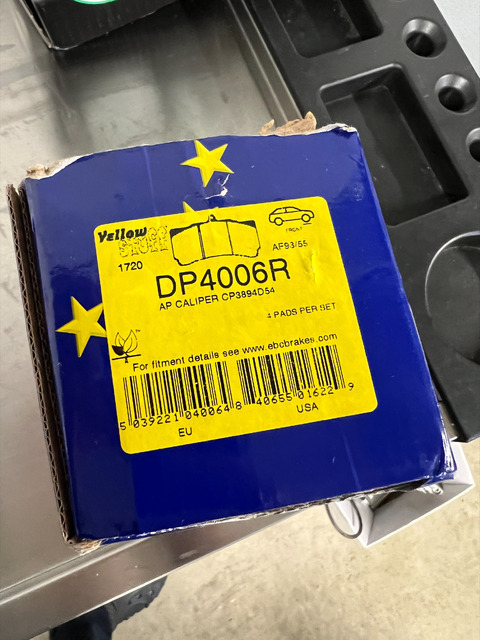 Yellow
STUFF
1720
FRONT
AF93/55
DP4006R
AP CALIPER CP3894D54
4 PADS PER SET
™
For fitment details see www.ebcbrakes.com
5 039221 040064
8 40655 01622 9
EU
USA